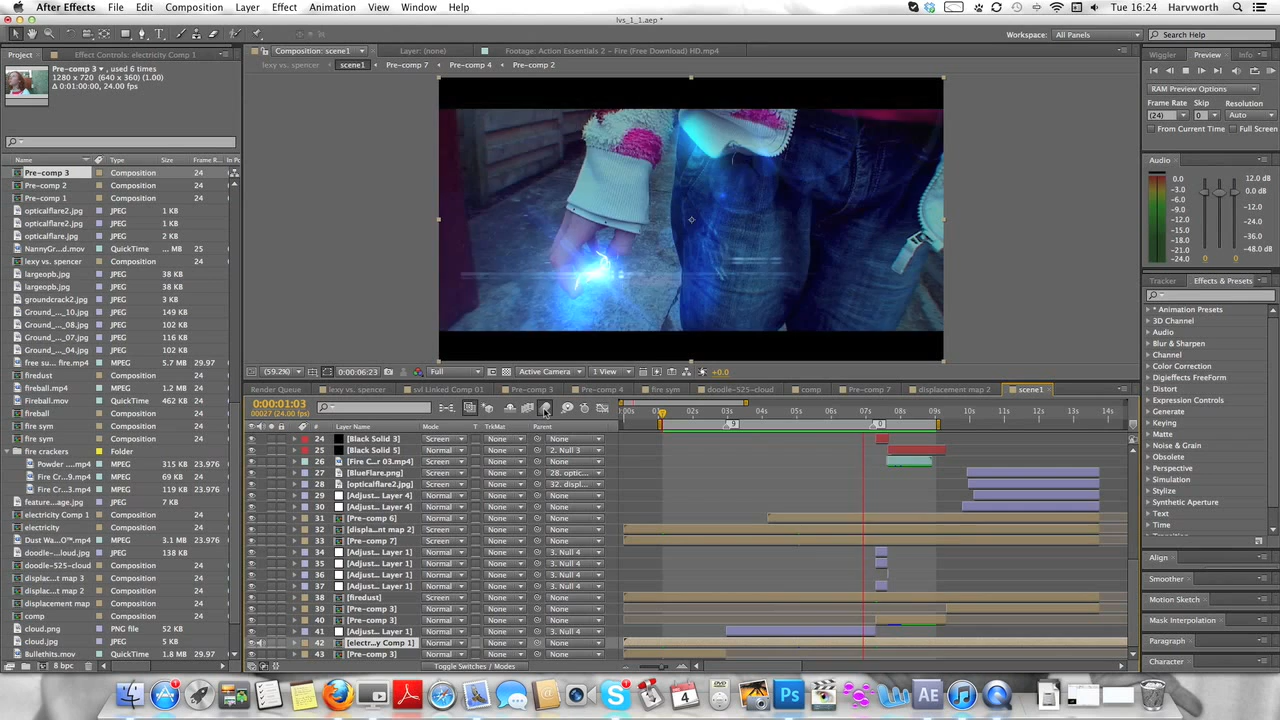 After Effects File Edit Composition Layer Effect Animation View Window Help Tue 16:24 Harvworth
lvs_1_1.aep *
Workspace: All Panels Search Help
Project Effect Controls: electricity Comp 1
Composition: scene1 Layer: (none) Footage: Action Essentials 2 - Fire (Free Download) HD.mp4
Wiggler Preview Info
lexy vs. spencer scene1 Pre-comp 7 Pre-comp 4 Pre-comp 2
Pre-comp 3 , used 6 times
1280 x 720 (640 x 360) (1.00)
Δ 0:01:00:00, 24.00 fps
RAM Preview Options
Frame Rate Skip Resolution
(24) 0 Auto
From Current Time Full Screen
Audio
0.0 12.0 dB
-3.0 6.0
-6.0 0.0 dB
-9.0 -6.0
-12.0 -12.0
-15.0 -24.0
-18.0
-21.0 -36.0
-24.0 -48.0 dB
Name Type Size Frame R... In Po
Pre-comp 3 Composition 24
Pre-comp 2 Composition 24
Pre-comp 1 Composition 24
opticalflare2.jpg JPEG 1 KB
opticalflare2.jpg JPEG 1 KB
opticalflare.jpg JPEG 2 KB
NannyGr...d.mov QuickTime ... MB 25
lexy vs. spencer Composition 24
largeopb.jpg JPEG 38 KB
largeopb.jpg JPEG 38 KB
groundcrack2.jpg JPEG 3 KB
Ground_..._10.jpg JPEG 149 KB
Ground_..._08.jpg JPEG 102 KB
Ground_..._07.jpg JPEG 116 KB
Ground_..._04.jpg JPEG 102 KB
free su... fire.mp4 MPEG 5.7 MB 29.97
firedust Composition 24
fireball.mp4 MPEG 1.2 MB 24
Fireball.mov QuickTime 462 KB 24
fireball Composition 24
fire sym Composition 24
fire sym Composition 24
fire crackers Folder
Powder ....mp4 MPEG 315 KB 23.976
Fire Cr...9.mp4 MPEG 69 KB 23.976
Fire Cr...3.mp4 MPEG 119 KB 23.976
feature...age.jpg JPEG 7 KB
electricity Comp 1 Composition 24
electricity Composition 24
Dust Wa...O™.mp4 MPEG 3.1 MB 24
doodle-...loud.jpg JPEG 138 KB
doodle-525-cloud Composition 24
displac...t map 3 Composition 24
displac...t map 2 Composition 24
displacement map Composition 24
comp Composition 24
cloud.png PNG file 52 KB
cloud.jpg JPEG 5 KB
Bullethits.mov QuickTime 1.8 MB 24
8 bpc
Tracker Effects & Presets
* Animation Presets
3D Channel
Audio
Blur & Sharpen
Channel
Color Correction
Digieffects FreeForm
Distort
Expression Controls
Generate
Keying
Matte
Noise & Grain
Obsolete
Perspective
Simulation
Stylize
Synthetic Aperture
Text
Time
Align
Smoother
Motion Sketch
Mask Interpolation
Paragraph
Character
(59.2%) 0:00:06:23 Full Active Camera 1 View +0.0
Render Queue lexy vs. spencer svl Linked Comp 01 Pre-comp 3 Pre-comp 4 fire sym doodle-525-cloud comp Pre-comp 7 displacement map 2 scene1
0:00:01:03
00027 (24.00 fps)
:00s 01s 02s 03s 04s 05s 06s 07s 08s 09s 10s 11s 12s 13s 14s
# Layer Name Mode T TrkMat Parent
24 [Black Solid 3] Screen None None
25 [Black Solid 5] Screen None 2. Null 3
26 [Fire C...r 03.mp4] Screen None None
27 [BlueFlare.png] Screen None 28. optic...
28 [opticalflare2.jpg] Screen None 32. displ...
29 [Adjust... Layer 4] Normal None None
30 [Adjust... Layer 4] Normal None None
31 [Pre-comp 6] Normal None None
32 [displa...nt map 2] Screen None None
33 [Pre-comp 7] Normal None None
34 [Adjust... Layer 1] Normal None 3. Null 4
35 [Adjust... Layer 1] Normal None 3. Null 4
36 [Adjust... Layer 1] Normal None 3. Null 4
37 [Adjust... Layer 1] Normal None 3. Null 4
38 [firedust] Screen None None
39 [Pre-comp 3] Normal None None
40 [Pre-comp 3] Normal None None
41 [Adjust... Layer 1] Normal None 3. Null 4
42 [electr...y Comp 1] Normal None None
43 [Pre-comp 3] Normal None None
Toggle Switches / Modes